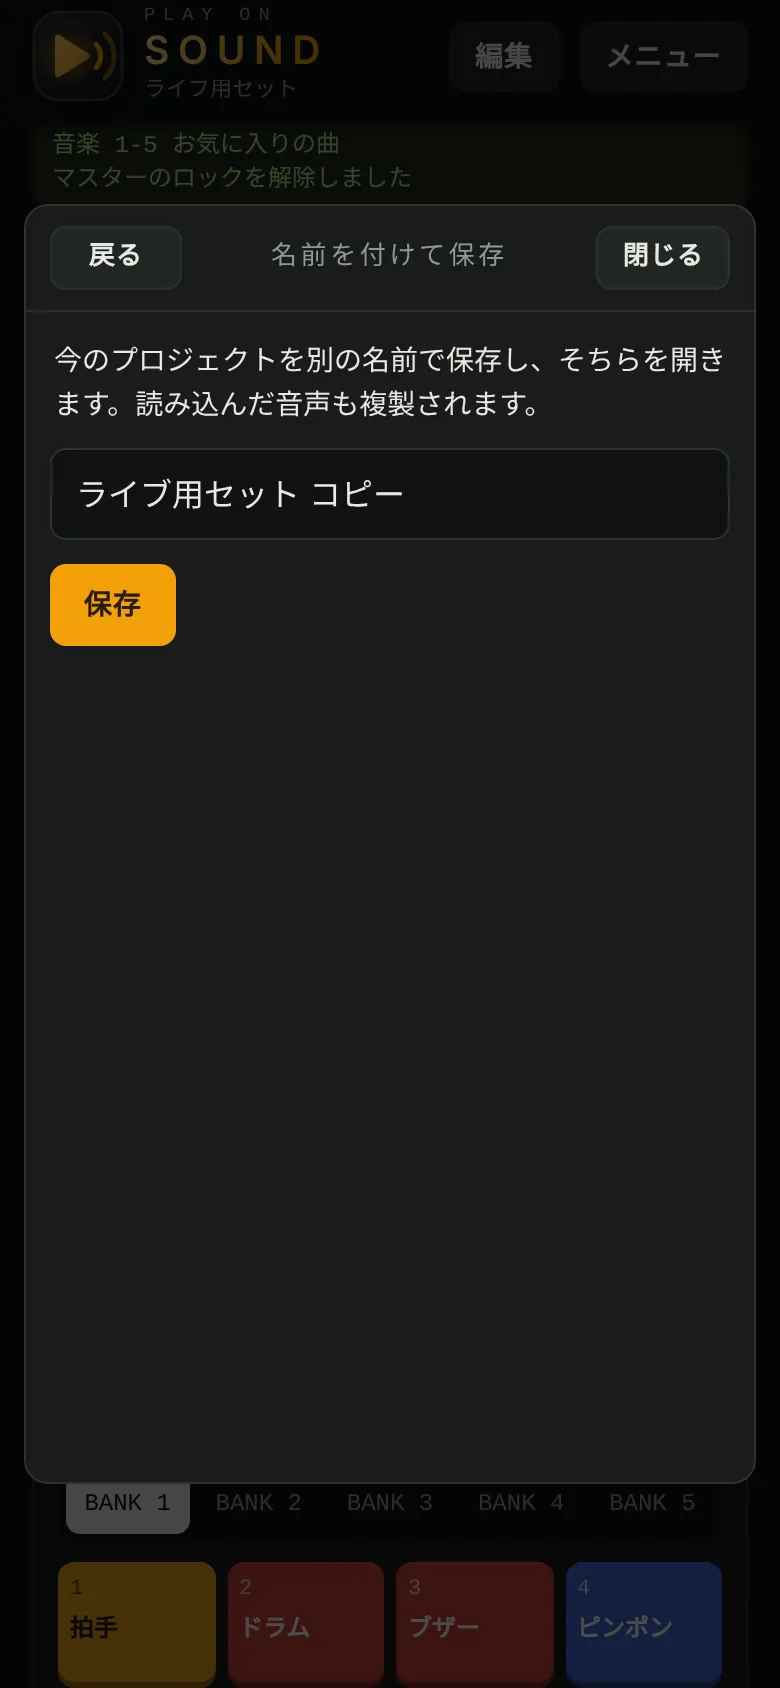 PLAY ON
SOUND
ライブ用セット
編集
メニュー
音楽 1-5 お気に入りの曲
マスターのロックを解除しました
戻る
名前を付けて保存
閉じる
今のプロジェクトを別の名前で保存し、そちらを開き
ます。読み込んだ音声も複製されます。
ライブ用セット コピー
保存
BANK 1
BANK 2
BANK 3
BANK 4
BANK 5
1
拍手
2
ドラム
3
ブザー
4
ピンポン